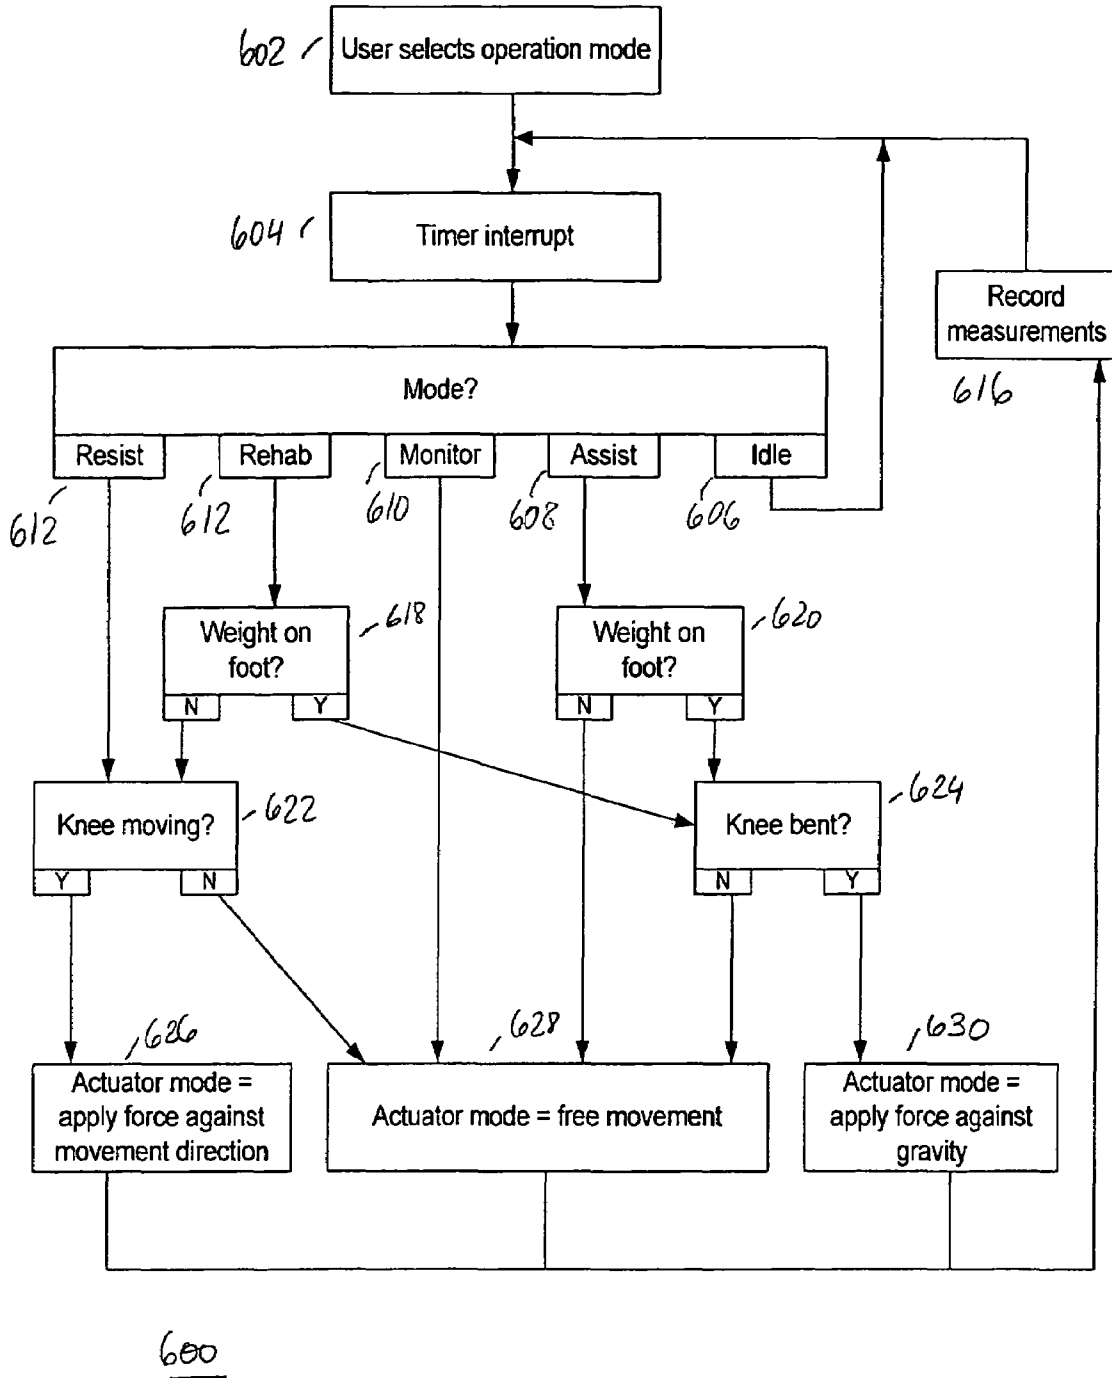 602
User selects operation mode
604
Timer interrupt
Record
measurements
616
Mode?
Resist
Rehab
Monitor
Assist
Idle
612
612
610
608
606
Weight on
foot?
618
N
Y
Weight on
foot?
620
N
Y
Knee moving?
622
Y
N
Knee bent?
624
N
Y
626
Actuator mode =
apply force against
movement direction
628
Actuator mode = free movement
630
Actuator mode =
apply force against
gravity
600